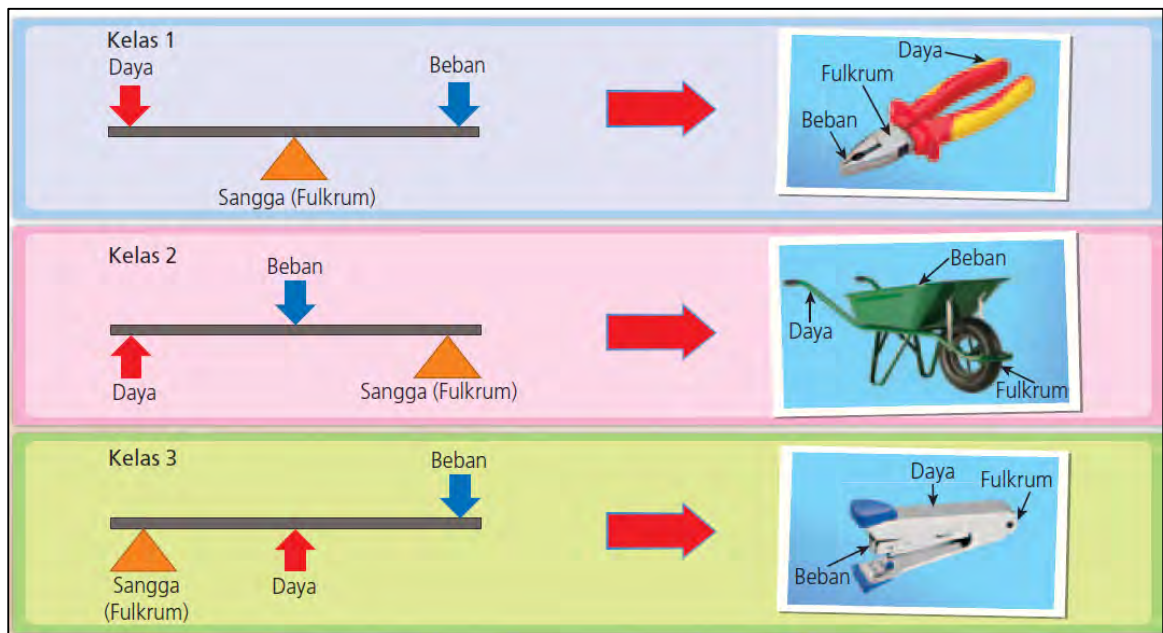 Kelas 1
Daya
Beban
Sangga (Fulkrum)
Daya
Fulkrum
Beban
Kelas 2
Beban
Daya
Sangga (Fulkrum)
Beban
Daya
Fulkrum
Kelas 3
Beban
Sangga
(Fulkrum)
Daya
Daya
Fulkrum
Beban